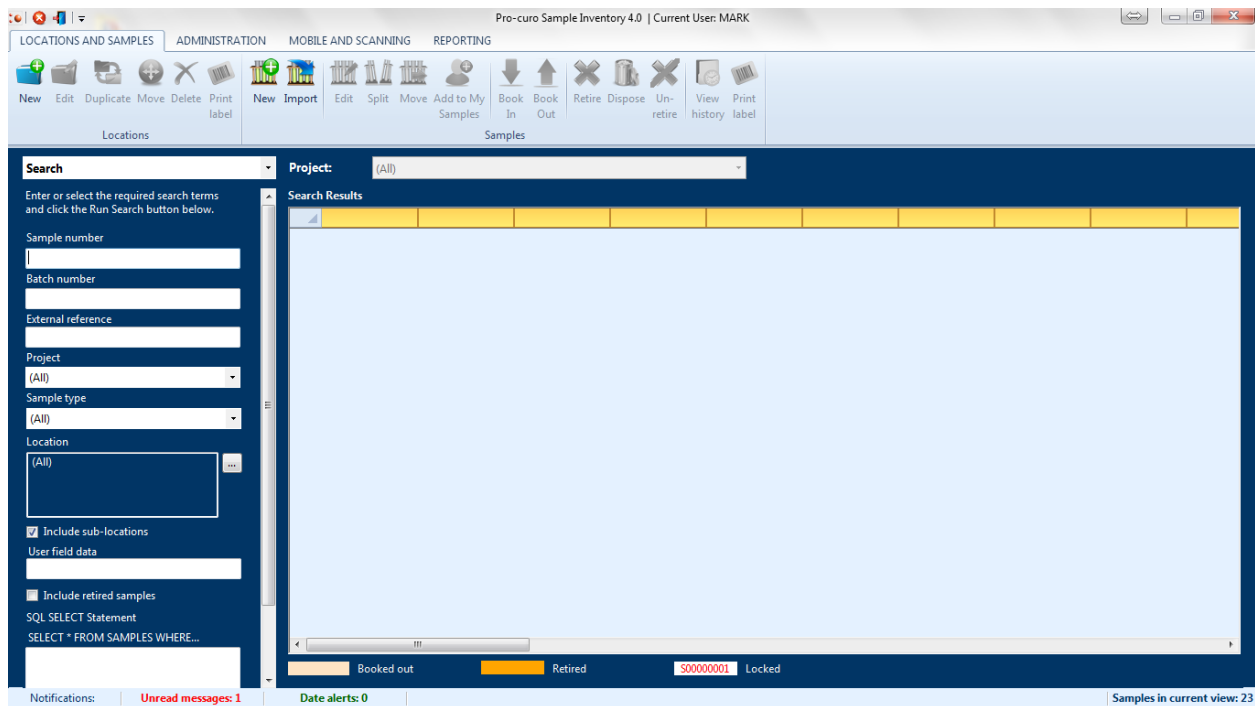 Pro-curo Sample Inventory 4.0 | Current User: MARK
LOCATIONS AND SAMPLES ADMINISTRATION MOBILE AND SCANNING REPORTING
New Edit Duplicate Move Delete Print label
Locations
New Import Edit Split Move Add to My Samples Book In Book Out Retire Dispose Un-retire View history Print label
Samples
Search
Project: (All)
Enter or select the required search terms
and click the Run Search button below.
Search Results
Sample number
Batch number
External reference
Project
(All)
Sample type
(All)
Location
(All)
...
Include sub-locations
User field data
Include retired samples
SQL SELECT Statement
SELECT * FROM SAMPLES WHERE...
Booked out Retired S00000001 Locked
Notifications: Unread messages: 1 Date alerts: 0 Samples in current view: 23